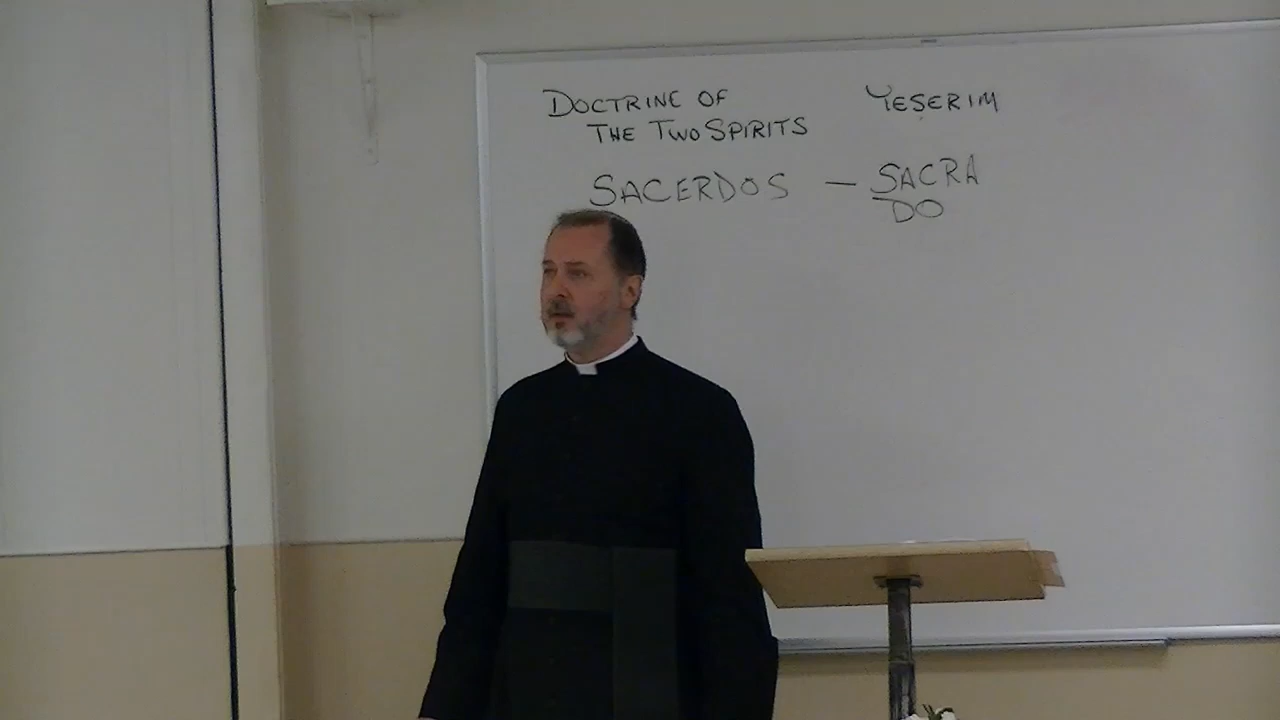 DOCTRINE OF
THE TWO SPIRITS
YESERIM
SACERDOS — SACRA
DO